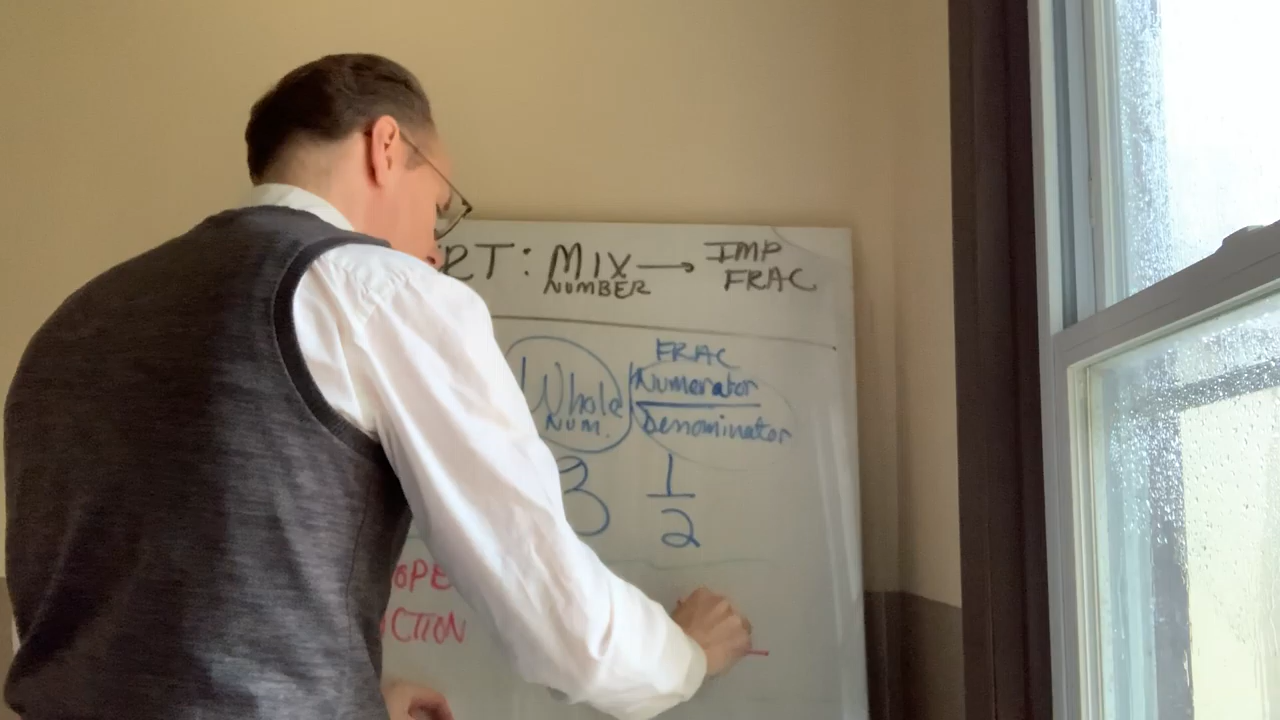 RT: MIX → IMP
NUMBER FRAC
FRAC
Whole Numerator
NUM. Denominator
3 1
2
OPE
CTION